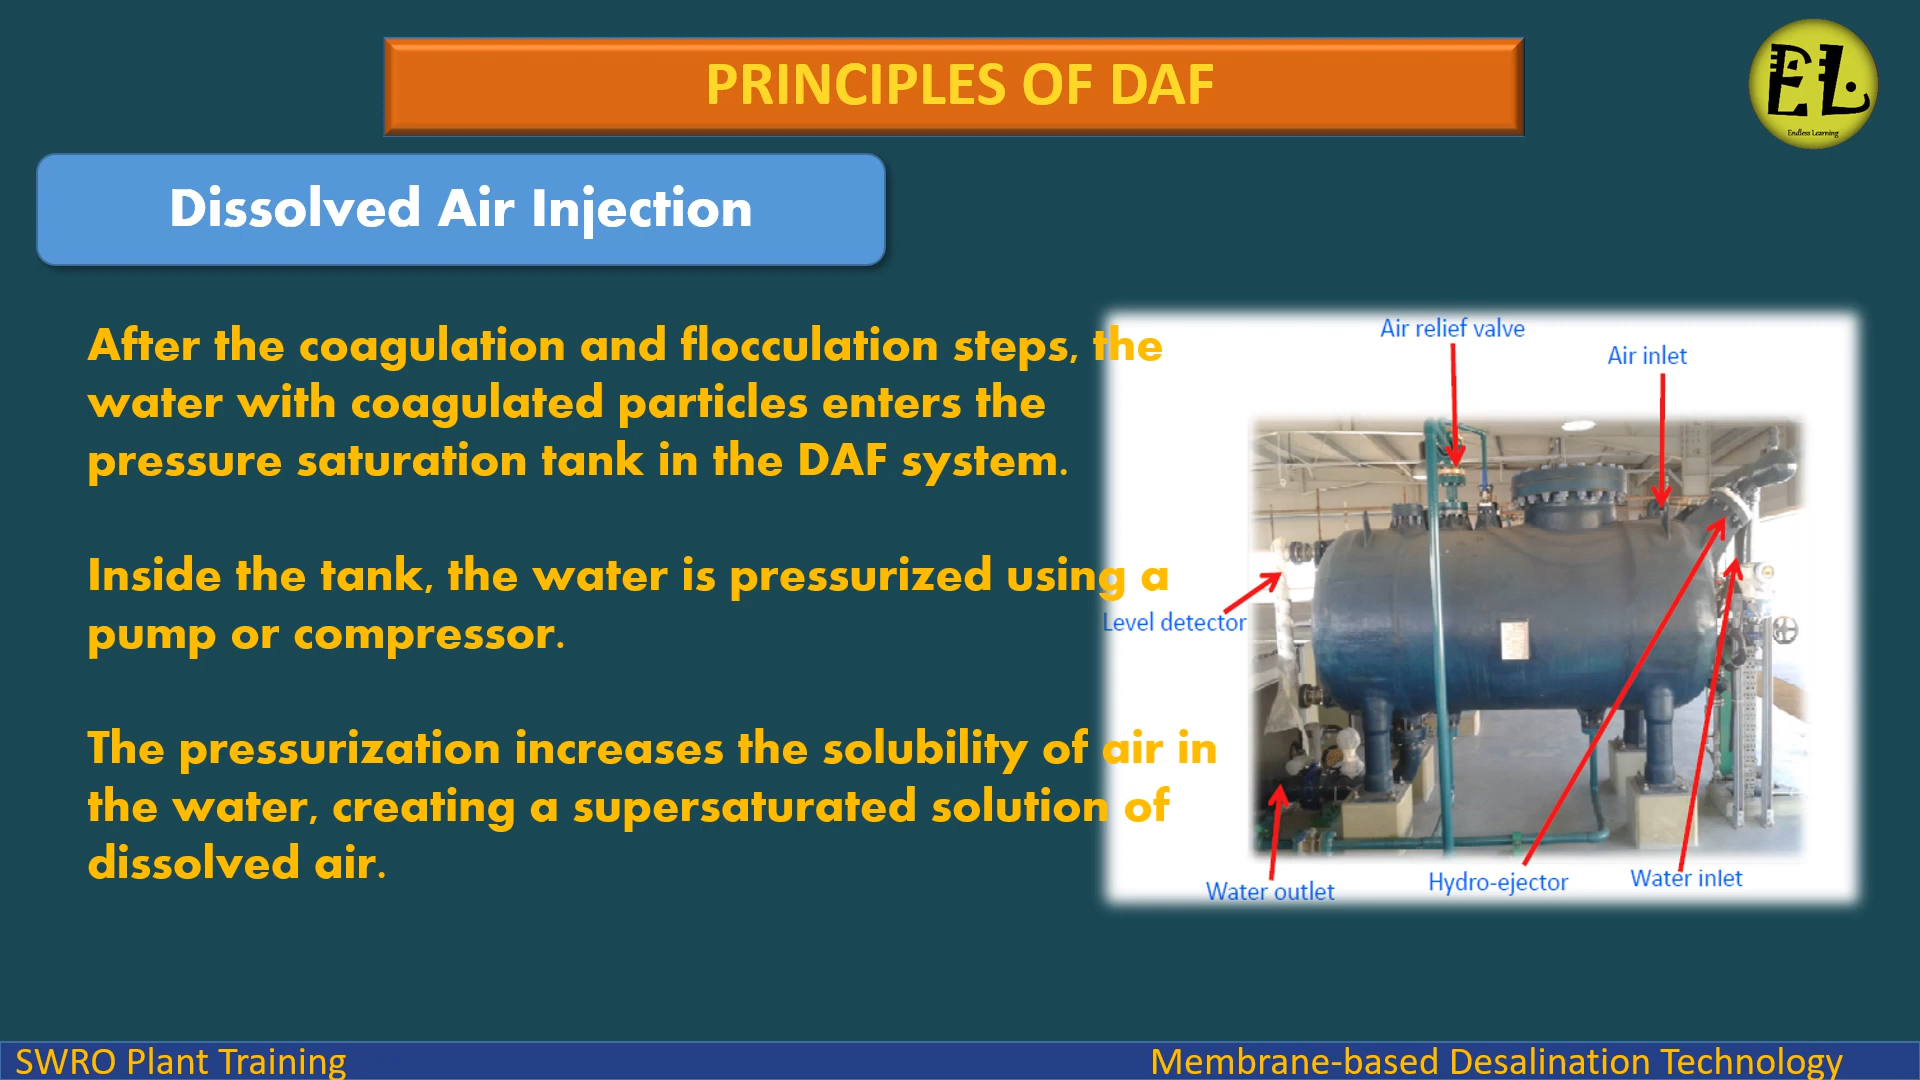 PRINCIPLES OF DAF
EL
Endless Learning
Dissolved Air Injection
After the coagulation and flocculation steps, the
water with coagulated particles enters the
pressure saturation tank in the DAF system.
Inside the tank, the water is pressurized using a
pump or compressor.
The pressurization increases the solubility of air in
the water, creating a supersaturated solution of
dissolved air.
Air relief valve
Air inlet
Level detector
Water outlet
Hydro-ejector
Water inlet
SWRO Plant Training
Membrane-based Desalination Technology